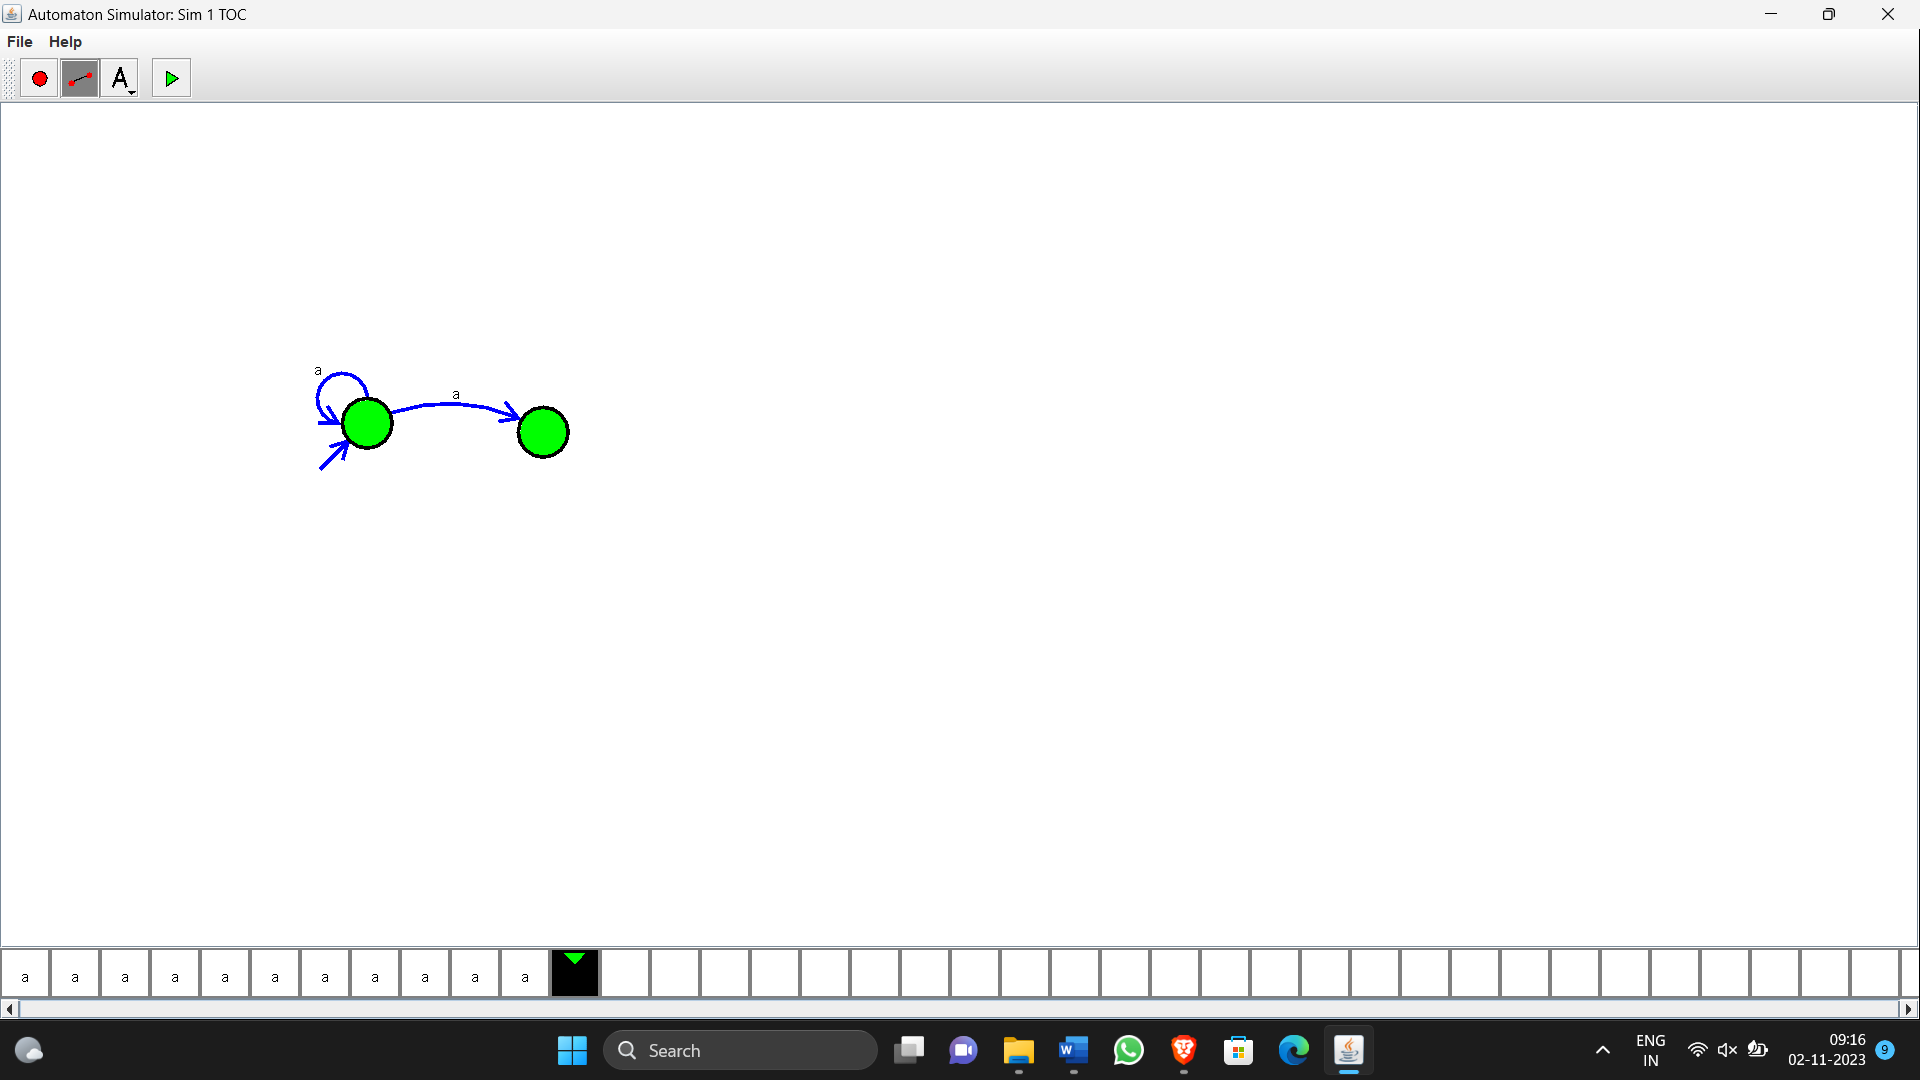 Automaton Simulator: Sim 1 TOC
File Help
A
a
a
a a a a a a a a a a a
Search
W
ENG
IN
09:16
02-11-2023
9